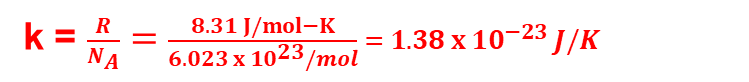 k = R/N_A = 8.31 J/mol−K / 6.023 x 10^23/mol = 1.38 x 10^−23 J/K